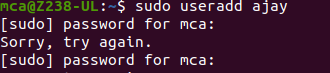 mca@Z238-UL:~$ sudo useradd ajay
[sudo] password for mca:
Sorry, try again.
[sudo] password for mca: